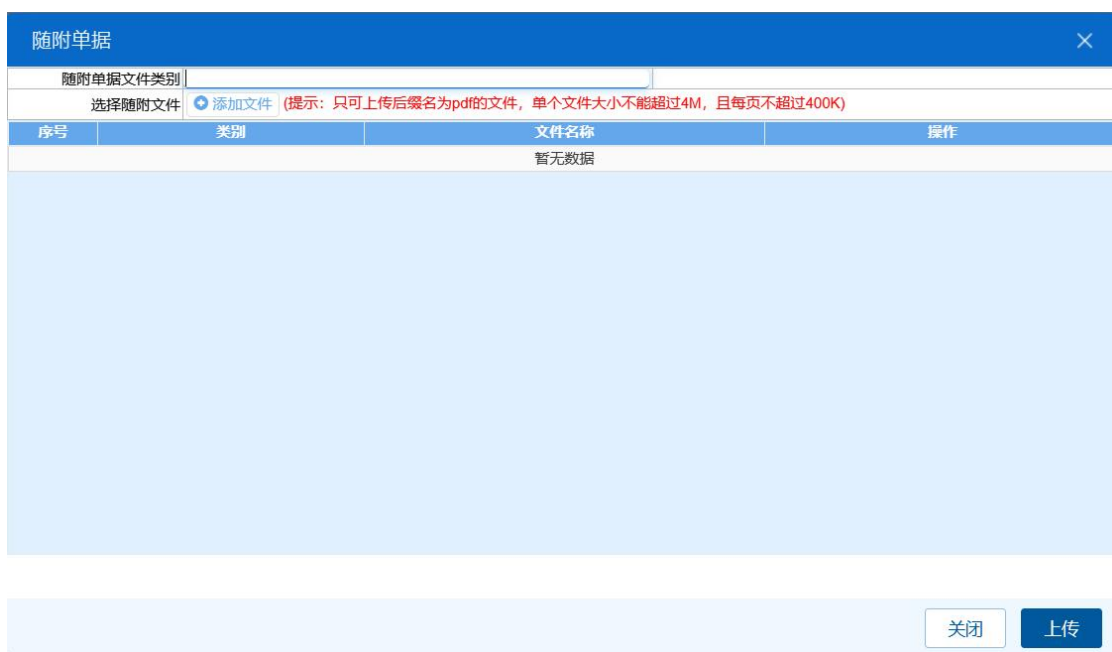 随附单据
随附单据文件类别
选择随附文件 添加文件 (提示：只可上传后缀名为pdf的文件，单个文件大小不能超过4M，且每页不超过400K)
序号 类别 文件名称 操作
暂无数据
关闭 上传